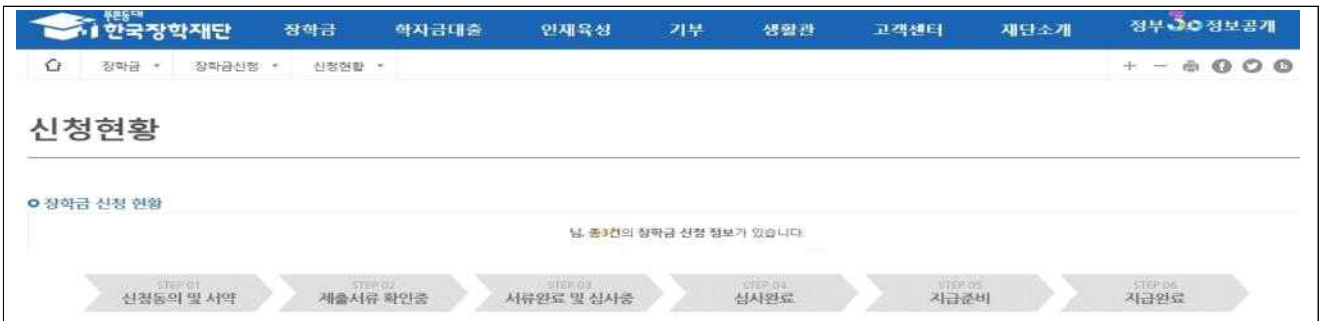 푸른등대
한국장학재단 장학금 학자금대출 인재육성 기부 생활관 고객센터 재단소개 정부3.0 정보공개
장학금 장학금신청 신청현황
신청현황
장학금 신청 현황
님, 총3건의 장학금 신청 정보가 있습니다.
STEP 01 STEP 02 STEP 03 STEP 04 STEP 05 STEP 06
신청동의 및 서약 제출서류 확인중 서류완료 및 심사중 심사완료 지급준비 지급완료